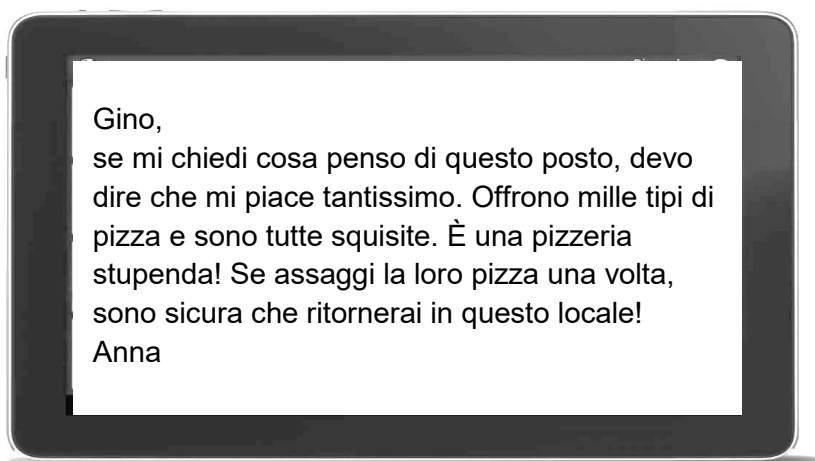 Gino,
se mi chiedi cosa penso di questo posto, devo
dire che mi piace tantissimo. Offrono mille tipi di
pizza e sono tutte squisite. È una pizzeria
stupenda! Se assaggi la loro pizza una volta,
sono sicura che ritornerai in questo locale!
Anna